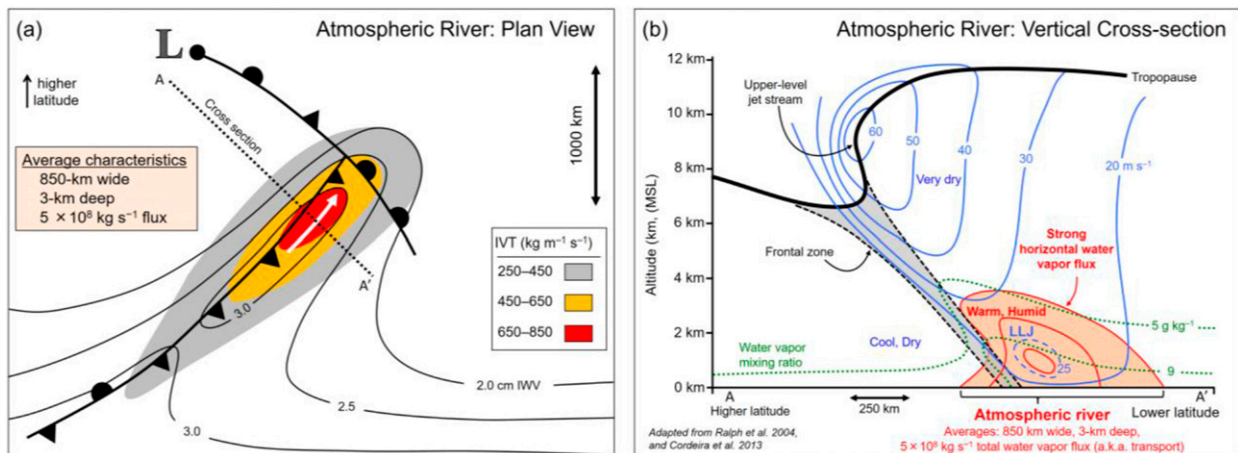 (a)
Atmospheric River: Plan View
L
higher
latitude
A
Cross section
1000 km
Average characteristics
850-km wide
3-km deep
5 × 10⁸ kg s⁻¹ flux
IVT (kg m⁻¹ s⁻¹)
250–450
450–650
650–850
A'
3.0
2.0 cm IWV
2.5
3.0
(b)
Atmospheric River: Vertical Cross-section
12 km
10 km
8 km
6 km
4 km
2 km
0 km
Altitude (km, (MSL)
Tropopause
Upper-level
jet stream
60
50
40
30
20 m s⁻¹
Very dry
Frontal zone
Strong
horizontal water
vapor flux
Warm, Humid
LLJ
25
5 g kg⁻¹
9
Cool, Dry
Water vapor
mixing ratio
A
Higher latitude
250 km
A'
Lower latitude
Atmospheric river
Averages: 850 km wide, 3-km deep,
5 × 10⁸ kg s⁻¹ total water vapor flux (a.k.a. transport)
Adapted from Ralph et al. 2004,
and Cordeira et al. 2013